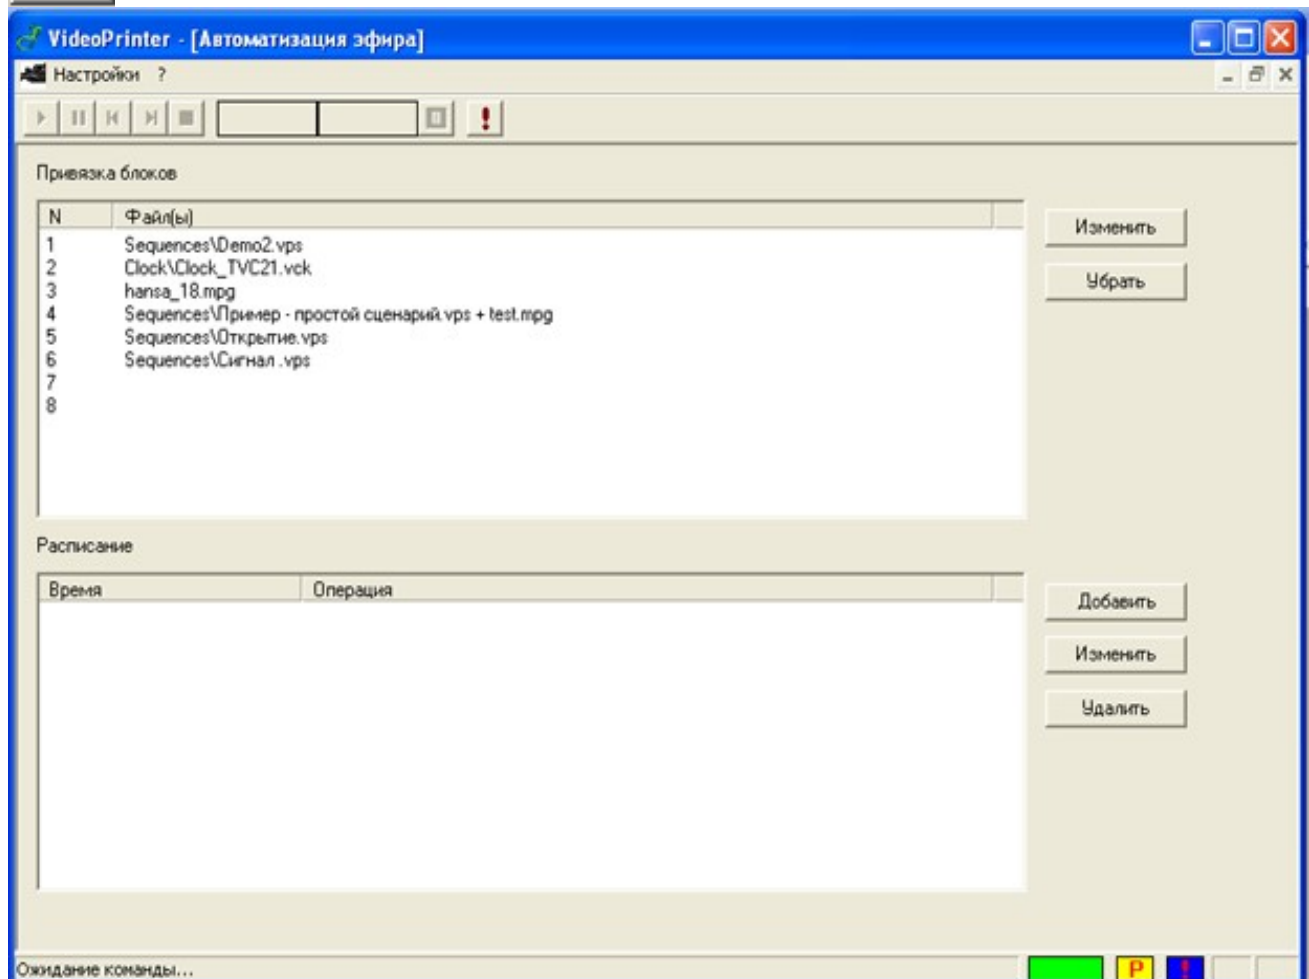 VideoPrinter - [Автоматизация эфира]
Настройки ?
Привязка блоков
N Файл(ы)
Изменить
1 Sequences\Demo2.vps
2 Clock\Clock_TVC21.vck
Убрать
3 hansa_18.mpg
4 Sequences\Пример - простой сценарий.vps + test.mpg
5 Sequences\Открытие.vps
6 Sequences\Сигнал .vps
7
8
Расписание
Время Операция
Добавить
Изменить
Удалить
Ожидание команды...
P !